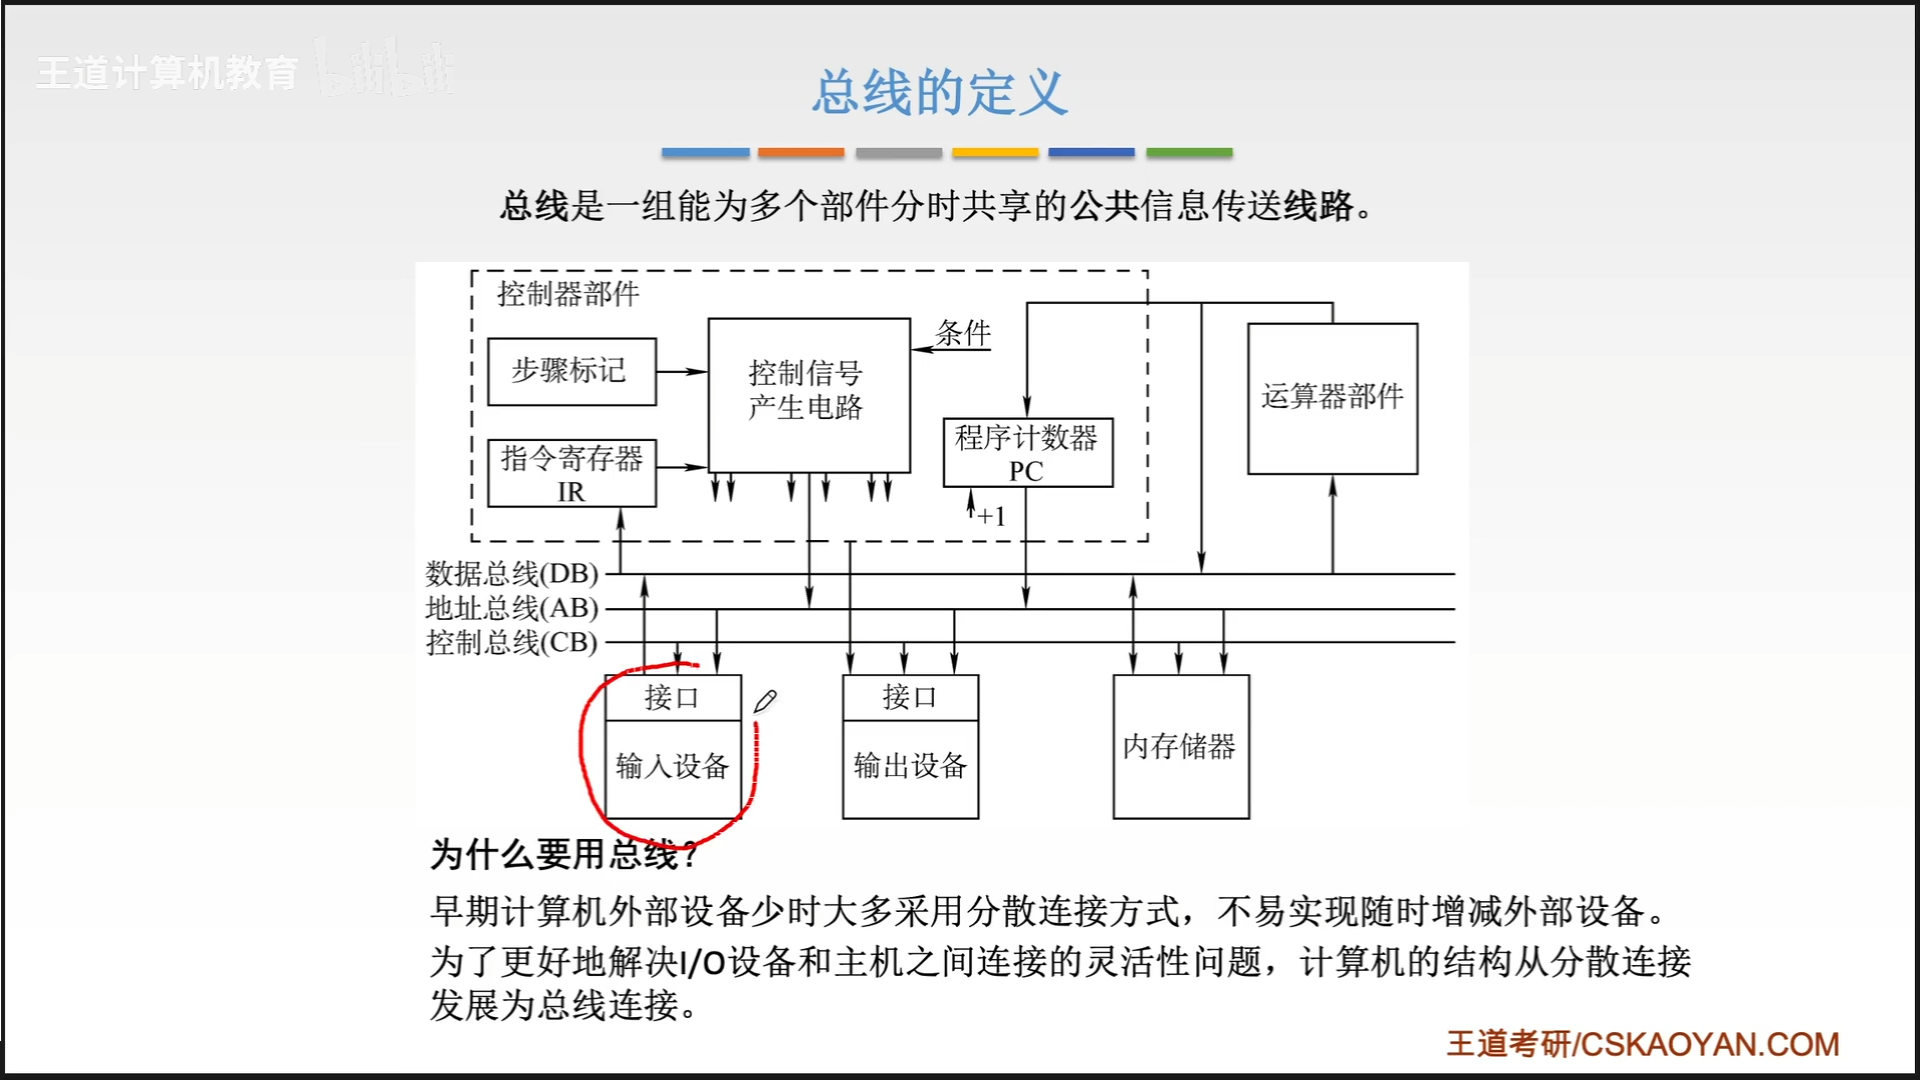 王道计算机教育 bilibili
总线的定义
总线是一组能为多个部件分时共享的公共信息传送线路。
控制器部件
步骤标记
控制信号
产生电路
条件
指令寄存器
IR
程序计数器
PC
+1
运算器部件
数据总线(DB)
地址总线(AB)
控制总线(CB)
接口
输入设备
接口
输出设备
内存储器
为什么要用总线?
早期计算机外部设备少时大多采用分散连接方式，不易实现随时增减外部设备。
为了更好地解决I/O设备和主机之间连接的灵活性问题，计算机的结构从分散连接
发展为总线连接。
王道考研/CSKAOYAN.COM